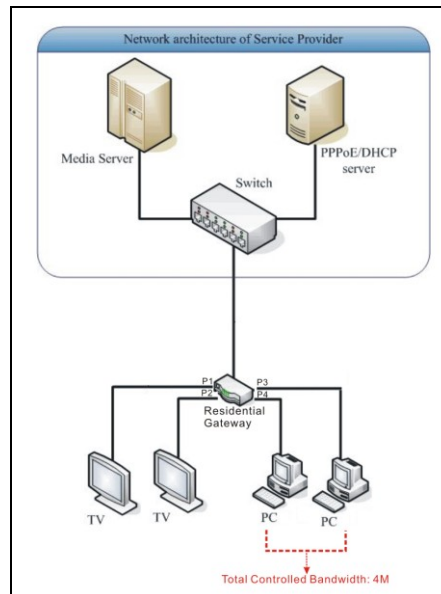 Network architecture of Service Provider
Media Server
PPPoE/DHCP
server
Switch
P1
P2
P3
P4
Residential
Gateway
TV
TV
PC
PC
Total Controlled Bandwidth: 4M